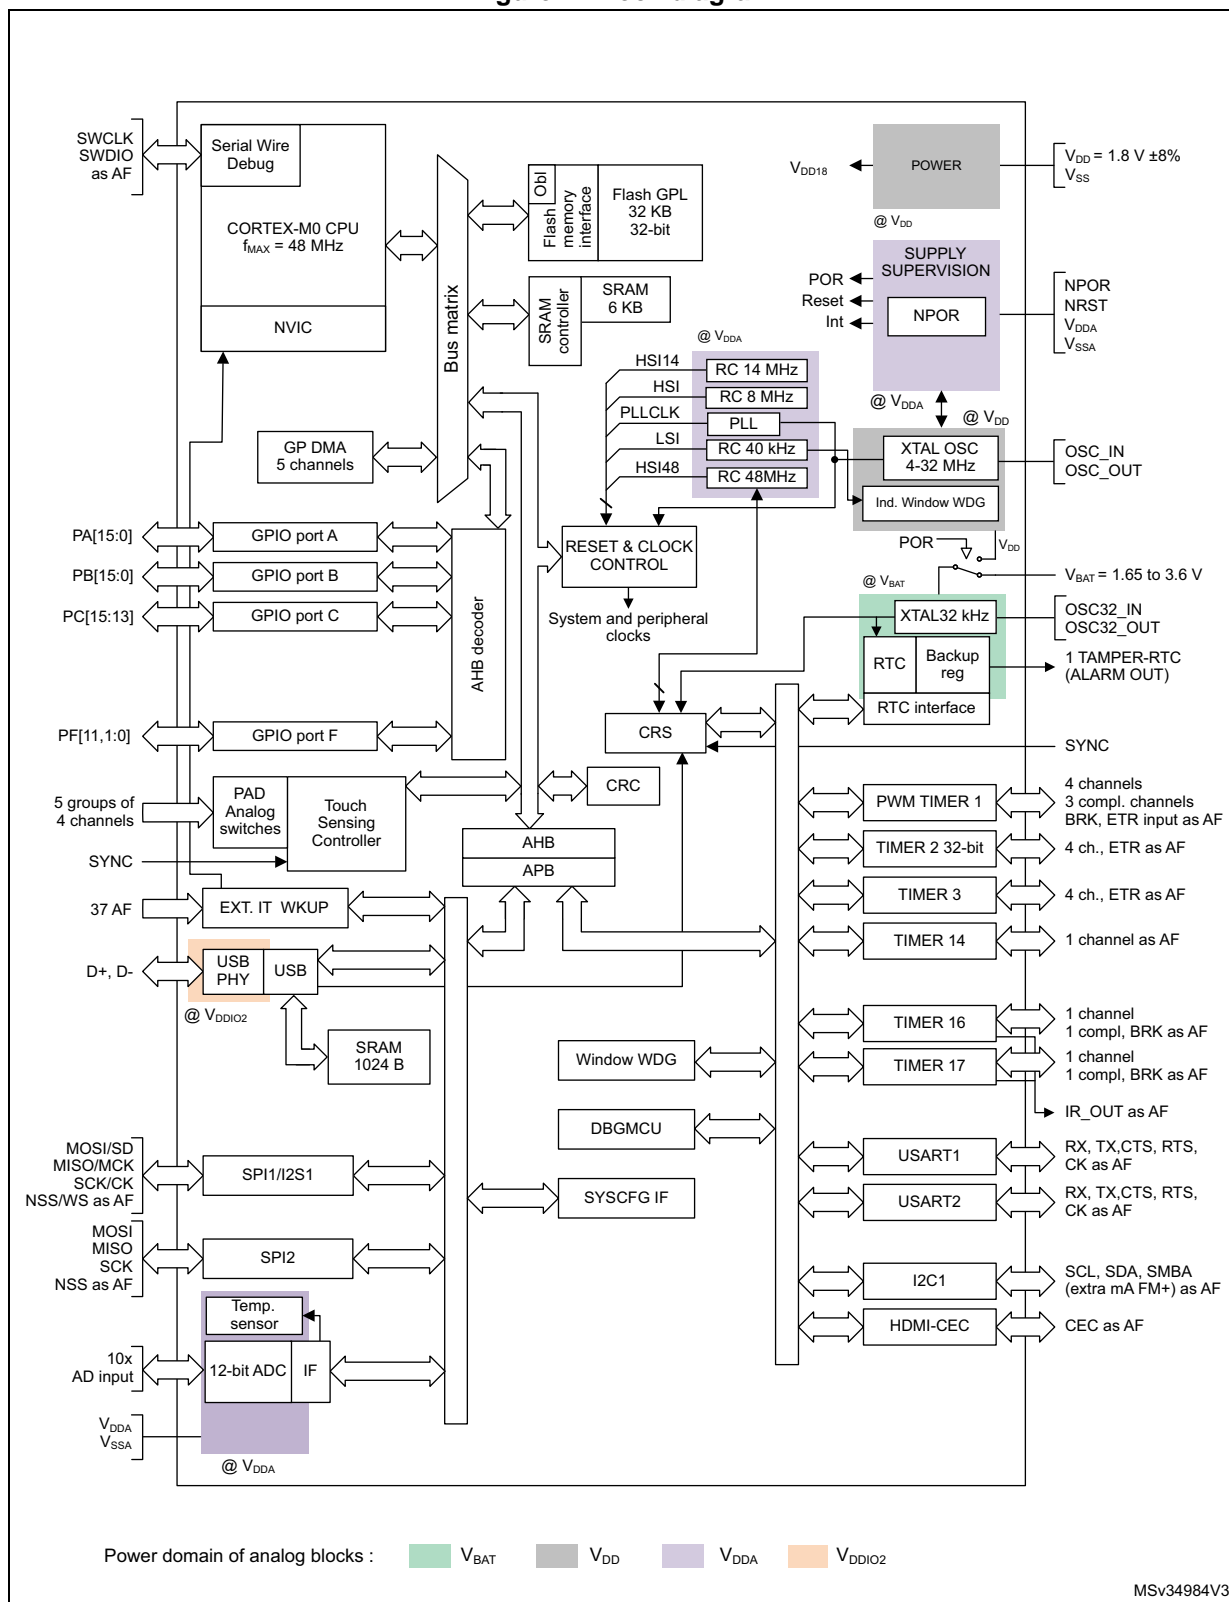 SWCLK
SWDIO
as AF
Serial Wire
Debug
CORTEX-M0 CPU
fMAX = 48 MHz
NVIC
Bus matrix
Obl
Flash
memory
interface
Flash GPL
32 KB
32-bit
SRAM
controller
SRAM
6 KB
VDD18
POWER
VDD = 1.8 V ±8%
VSS
@ VDD
SUPPLY
SUPERVISION
POR
Reset
Int
NPOR
NPOR
NRST
VDDA
VSSA
@ VDDA
HSI14
RC 14 MHz
HSI
RC 8 MHz
PLLCLK
PLL
LSI
RC 40 kHz
HSI48
RC 48MHz
@ VDDA
@ VDD
XTAL OSC
4-32 MHz
OSC_IN
OSC_OUT
Ind. Window WDG
GP DMA
5 channels
PA[15:0]
GPIO port A
PB[15:0]
GPIO port B
PC[15:13]
GPIO port C
PF[11,1:0]
GPIO port F
AHB decoder
RESET & CLOCK
CONTROL
System and peripheral
clocks
POR
VDD
VBAT = 1.65 to 3.6 V
@ VBAT
XTAL32 kHz
OSC32_IN
OSC32_OUT
RTC
Backup
reg
1 TAMPER-RTC
(ALARM OUT)
RTC interface
CRS
SYNC
5 groups of
4 channels
PAD
Analog
switches
Touch
Sensing
Controller
SYNC
CRC
AHB
APB
37 AF
EXT. IT WKUP
D+, D-
USB
PHY
USB
@ VDDIO2
SRAM
1024 B
PWM TIMER 1
4 channels
3 compl. channels
BRK, ETR input as AF
TIMER 2 32-bit
4 ch., ETR as AF
TIMER 3
4 ch., ETR as AF
TIMER 14
1 channel as AF
TIMER 16
1 channel
1 compl, BRK as AF
TIMER 17
1 channel
1 compl, BRK as AF
IR_OUT as AF
Window WDG
DBGMCU
SYSCFG IF
USART1
RX, TX,CTS, RTS,
CK as AF
USART2
RX, TX,CTS, RTS,
CK as AF
I2C1
SCL, SDA, SMBA
(extra mA FM+) as AF
HDMI-CEC
CEC as AF
MOSI/SD
MISO/MCK
SCK/CK
NSS/WS as AF
SPI1/I2S1
MOSI
MISO
SCK
NSS as AF
SPI2
Temp.
sensor
10x
AD input
12-bit ADC
IF
VDDA
VSSA
@ VDDA
Power domain of analog blocks :
VBAT
VDD
VDDA
VDDIO2
MSv34984V3